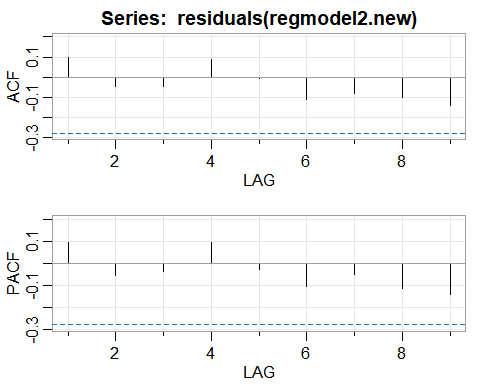 Series:  residuals(regmodel2.new)
ACF
0.1
-0.1
-0.3
2
4
6
8
LAG
PACF
0.1
-0.1
-0.3
2
4
6
8
LAG